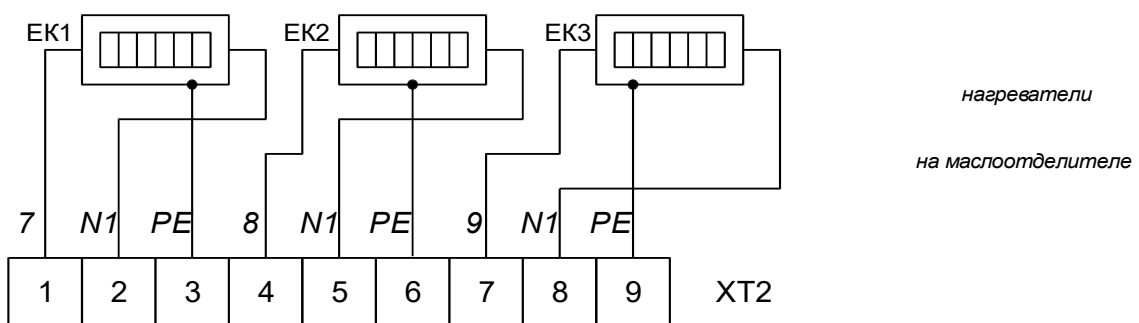 EK1 EK2 EK3
нагреватели
на маслоотделителе
7 N1 PE 8 N1 PE 9 N1 PE
1 2 3 4 5 6 7 8 9 XT2